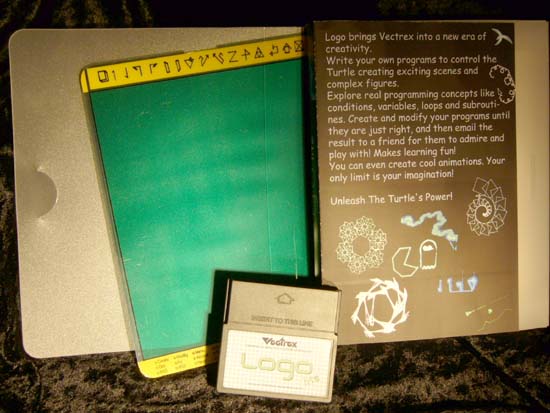 Logo brings Vectrex into a new era of
creativity.
Write your own programs to control the
Turtle creating exciting scenes and
complex figures.
Explore real programming concepts like
conditions, variables, loops and subrouti-
nes. Create and modify your programs until
they are just right, and then email the
result to a friend for them to admire and
play with! Makes learning fun!
You can even create cool animations. Your
only limit is your imagination!
Unleash The Turtle's Power!
INSERT TO THIS LINE
Vectrex
Logo